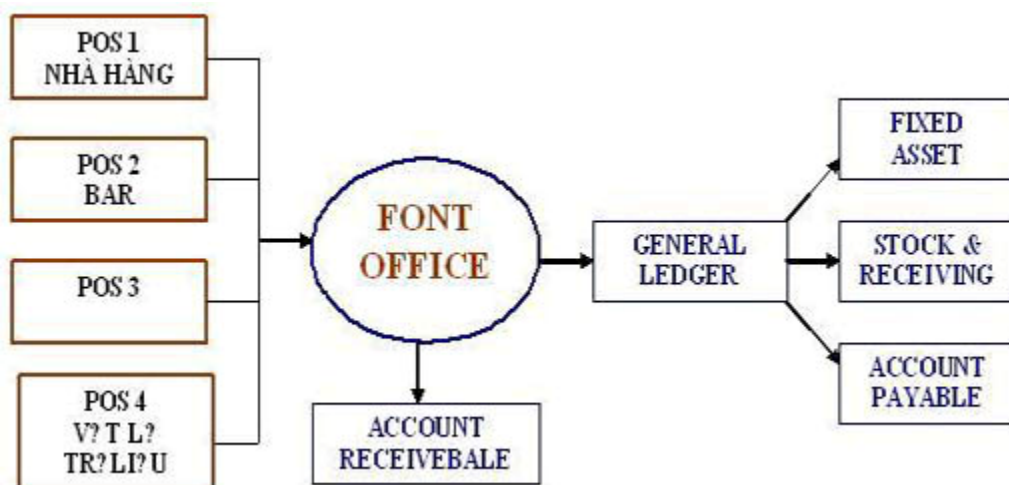 POS 1
NHÀ HÀNG
POS 2
BAR
POS 3
POS 4
V? T L?
TR? LI? U
FONT
OFFICE
ACCOUNT
RECEIVEBALE
GENERAL
LEDGER
FIXED
ASSET
STOCK &
RECEIVING
ACCOUNT
PAYABLE